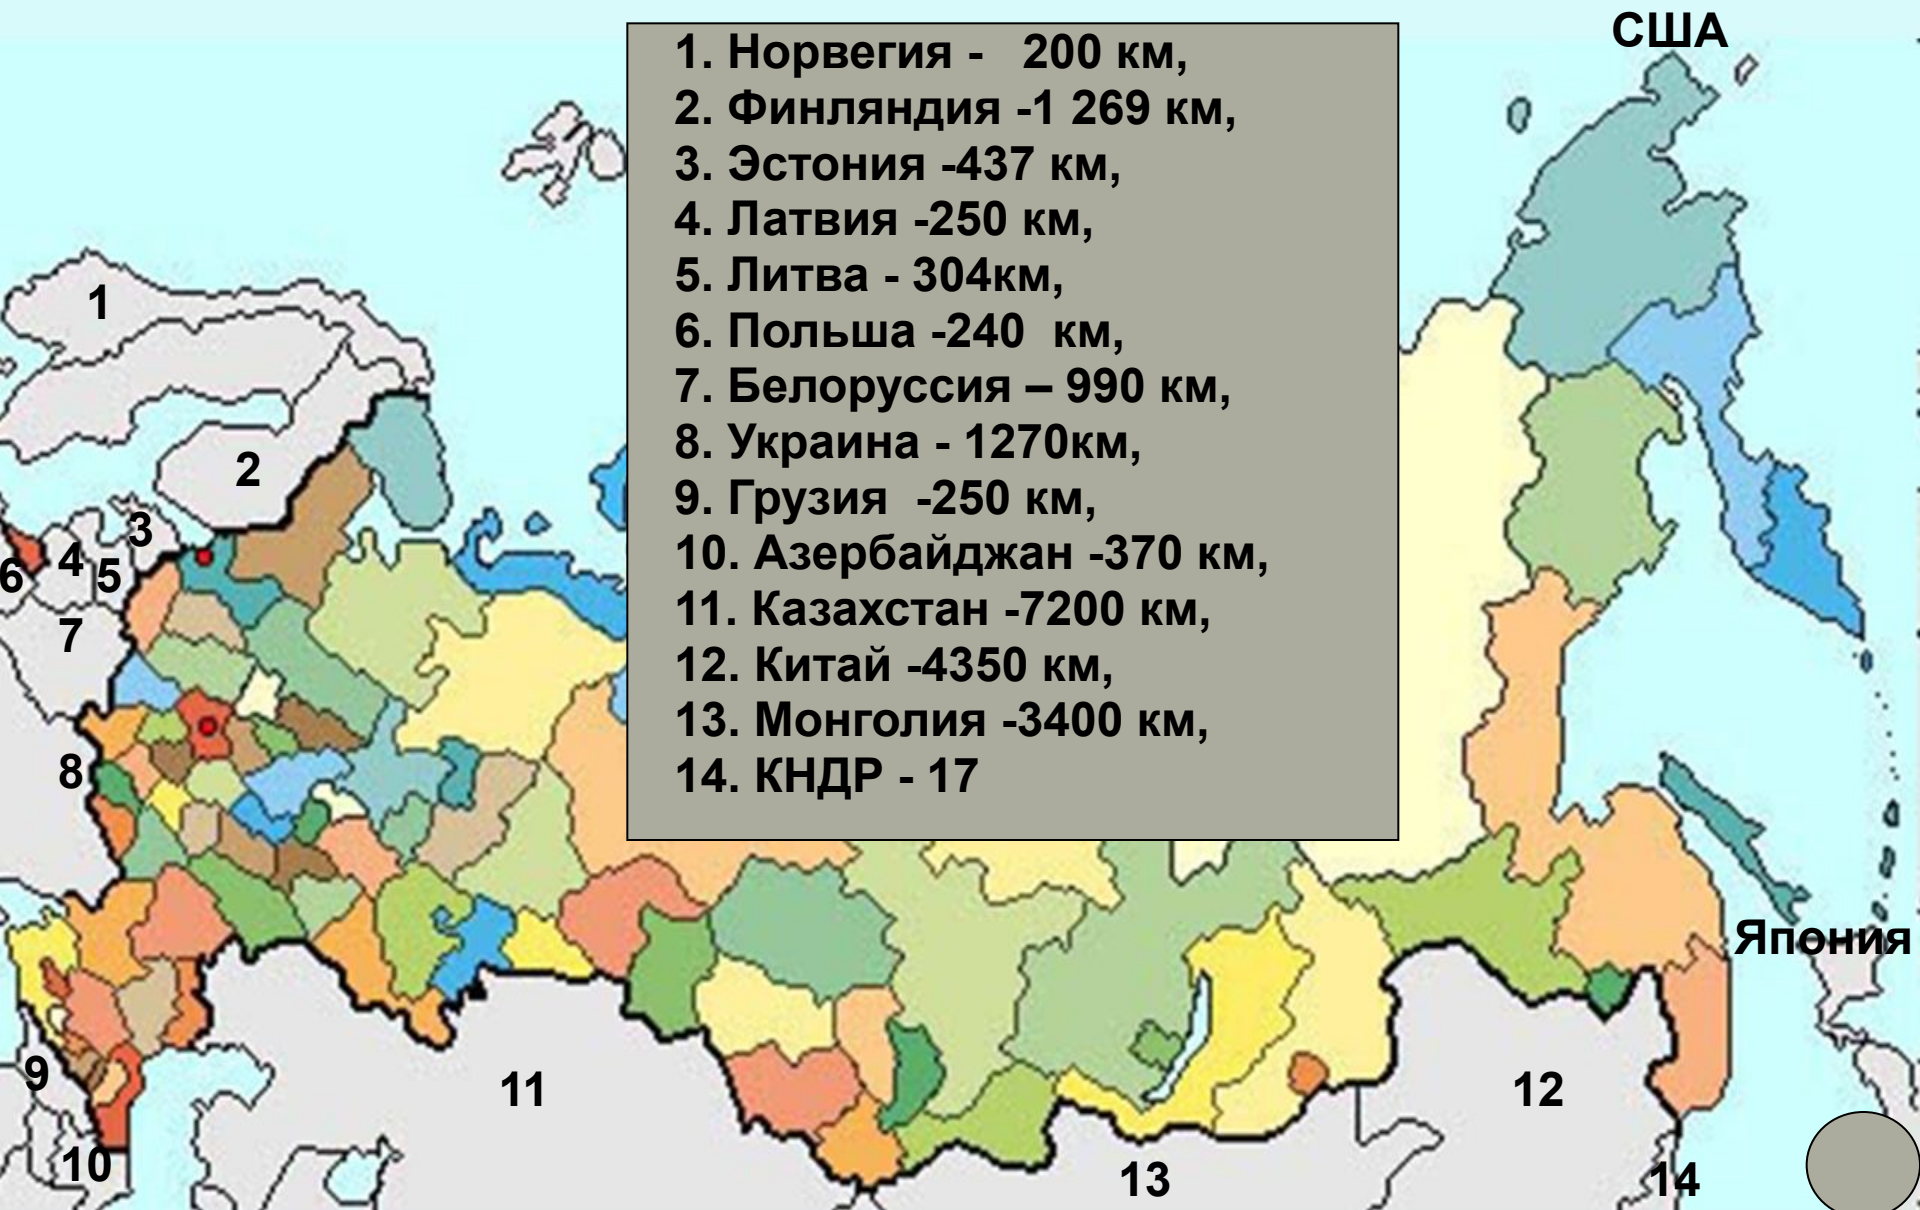 США
1. Норвегия - 200 км,
2. Финляндия -1 269 км,
3. Эстония -437 км,
4. Латвия -250 км,
5. Литва - 304км,
6. Польша -240 км,
7. Белоруссия – 990 км,
8. Украина - 1270км,
9. Грузия -250 км,
10. Азербайджан -370 км,
11. Казахстан -7200 км,
12. Китай -4350 км,
13. Монголия -3400 км,
14. КНДР - 17
1
2
3
4
5
6
7
8
Япония
9
11
12
10
13
14